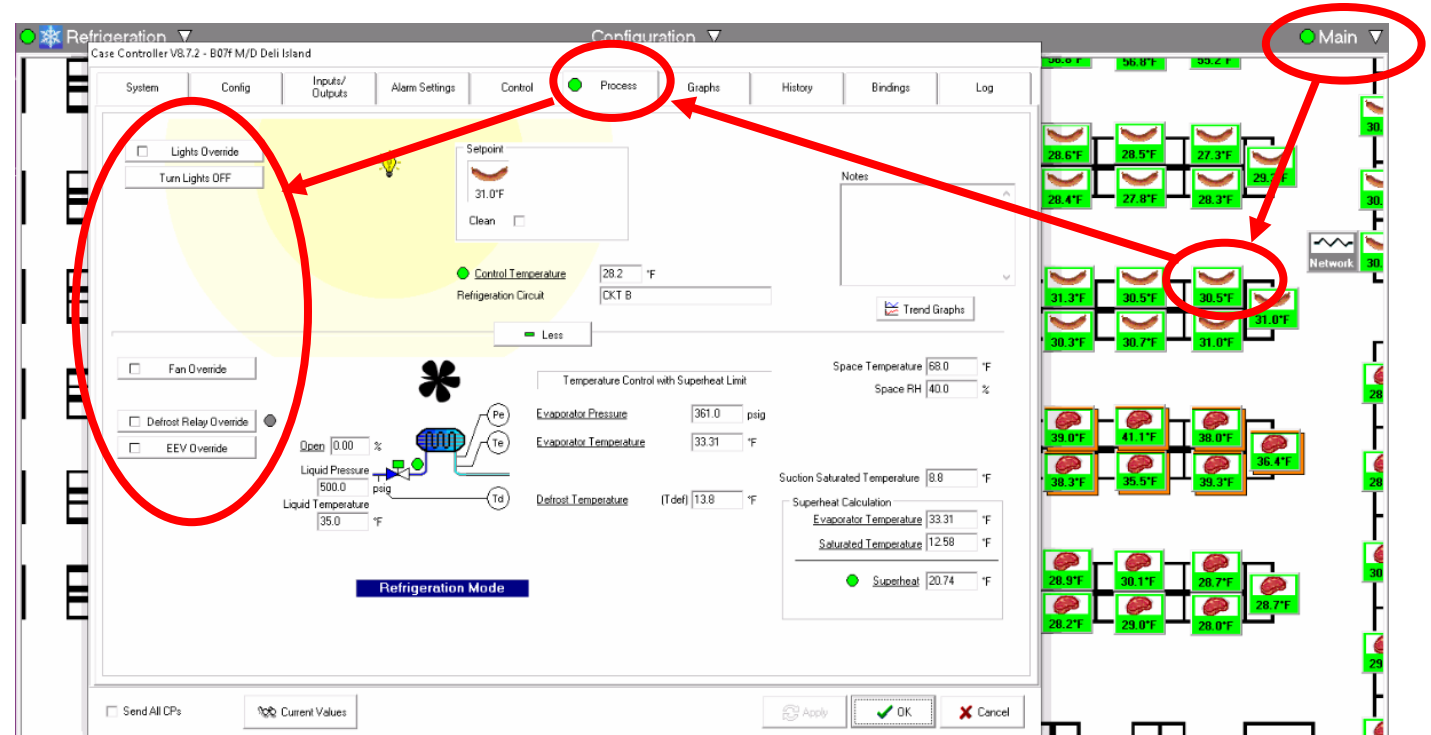 Refrigeration
Configuration
Main
Case Controller V8.7.2 - B07f M/D Deli Island
System
Config
Inputs/
Outputs
Alarm Settings
Control
Process
Graphs
History
Bindings
Log
Lights Override
Turn Lights OFF
Setpoint
31.0°F
Clean
Notes
Control Temperature 28.2 °F
Refrigeration Circuit CKT B
Trend Graphs
Less
Fan Override
Defrost Relay Override
EEV Override
Temperature Control with Superheat Limit
Space Temperature 68.0 °F
Space RH 40.0 %
Pe Evaporator Pressure 361.0 psig
Te Evaporator Temperature 33.31 °F
Open 0.00 %
Liquid Pressure
500.0 psig
Liquid Temperature
35.0 °F
Td Defrost Temperature (Tdef) 13.8 °F
Suction Saturated Temperature 8.8 °F
Superheat Calculation
Evaporator Temperature 33.31 °F
Saturated Temperature 12.58 °F
Superheat 20.74 °F
Refrigeration Mode
Send All CPs
Current Values
Apply
OK
Cancel
56.8°F 56.8°F 55.2°F
28.6°F 28.5°F 27.3°F
28.4°F 27.8°F 28.3°F
Network
31.3°F 30.5°F 30.5°F
31.0°F
30.3°F 30.7°F 31.0°F
39.0°F 41.1°F 38.0°F
36.4°F
38.3°F 35.5°F 39.3°F
28.9°F 30.1°F 28.7°F
28.7°F
28.2°F 29.0°F 28.0°F
30.
30.
30.
28
28
30
29